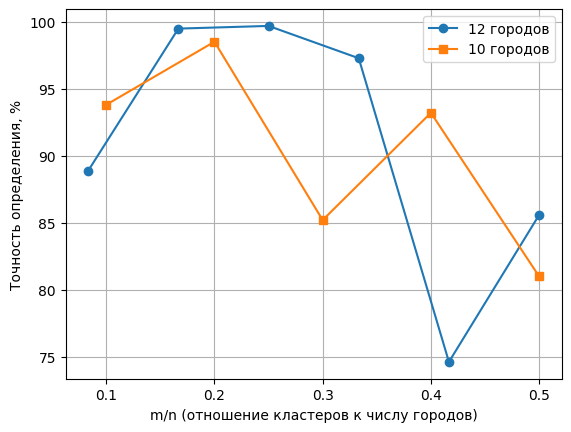 100
95
90
85
80
75
Точность определения, %
12 городов
10 городов
0.1 0.2 0.3 0.4 0.5
m/n (отношение кластеров к числу городов)